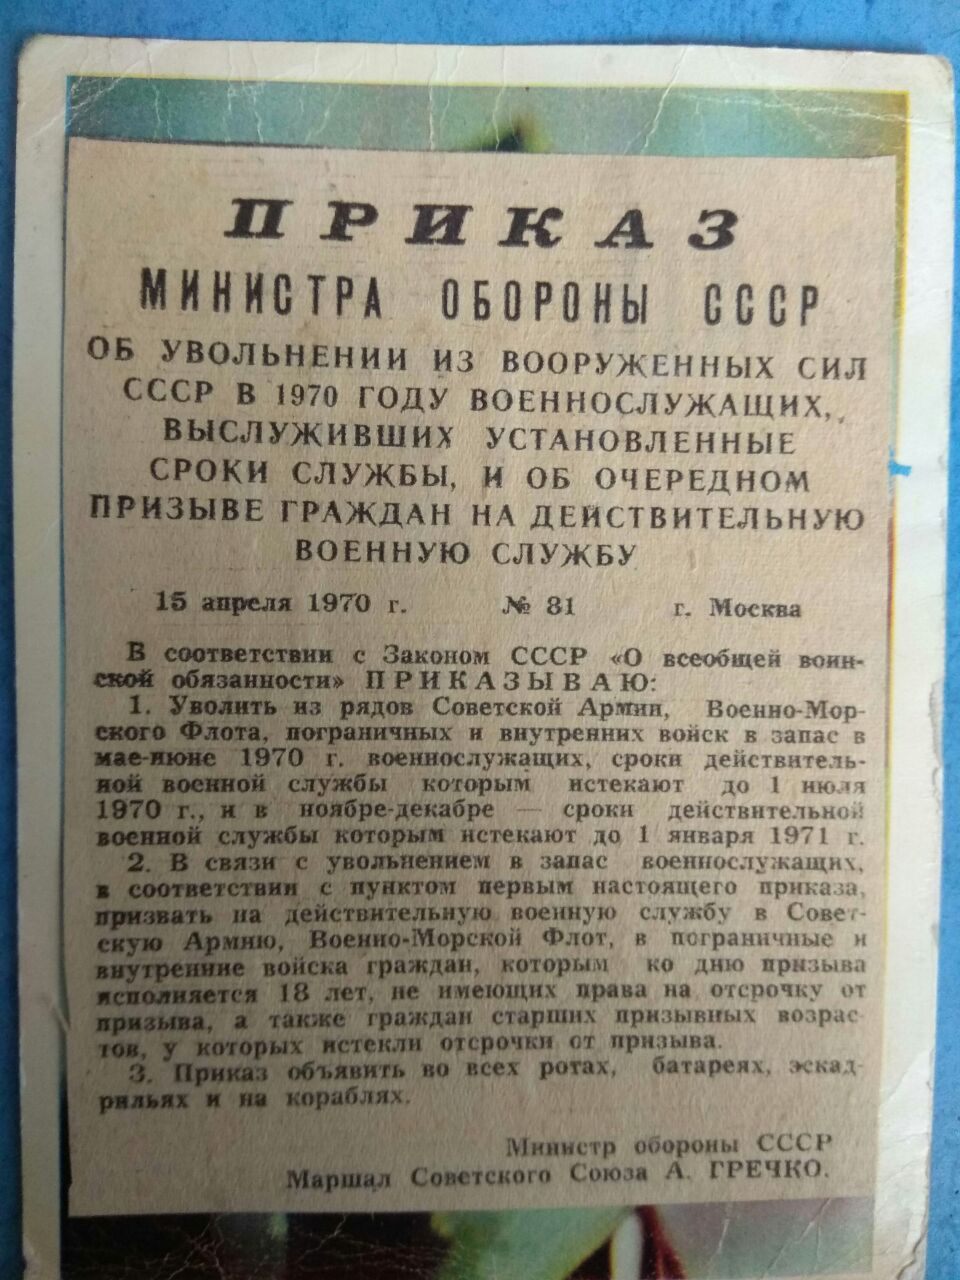 ПРИКАЗ
МИНИСТРА ОБОРОНЫ СССР
ОБ УВОЛЬНЕНИИ ИЗ ВООРУЖЕННЫХ СИЛ
СССР В 1970 ГОДУ ВОЕННОСЛУЖАЩИХ,
ВЫСЛУЖИВШИХ УСТАНОВЛЕННЫЕ
СРОКИ СЛУЖБЫ, И ОБ ОЧЕРЕДНОМ
ПРИЗЫВЕ ГРАЖДАН НА ДЕЙСТВИТЕЛЬНУЮ
ВОЕННУЮ СЛУЖБУ
15 апреля 1970 г. № 81 г. Москва
В соответствии с Законом СССР «О всеобщей воин-
ской обязанности» ПРИКАЗЫВАЮ:
1. Уволить из рядов Советской Армии, Военно-Мор-
ского Флота, пограничных и внутренних войск в запас в
мае-июне 1970 г. военнослужащих, сроки действитель-
ной военной службы которым истекают до 1 июля
1970 г., и в ноябре-декабре — сроки действительной
военной службы которым истекают до 1 января 1971 г.
2. В связи с увольнением в запас военнослужащих,
в соответствии с пунктом первым настоящего приказа,
призвать на действительную военную службу в Совет-
скую Армию, Военно-Морской Флот, в пограничные и
внутренние войска граждан, которым ко дню призыва
исполняется 18 лет, не имеющих права на отсрочку от
призыва, а также граждан старших призывных возрас-
тов, у которых истекли отсрочки от призыва.
3. Приказ объявить во всех ротах, батареях, эскад-
рильях и на кораблях.
Министр обороны СССР
Маршал Советского Союза А. ГРЕЧКО.